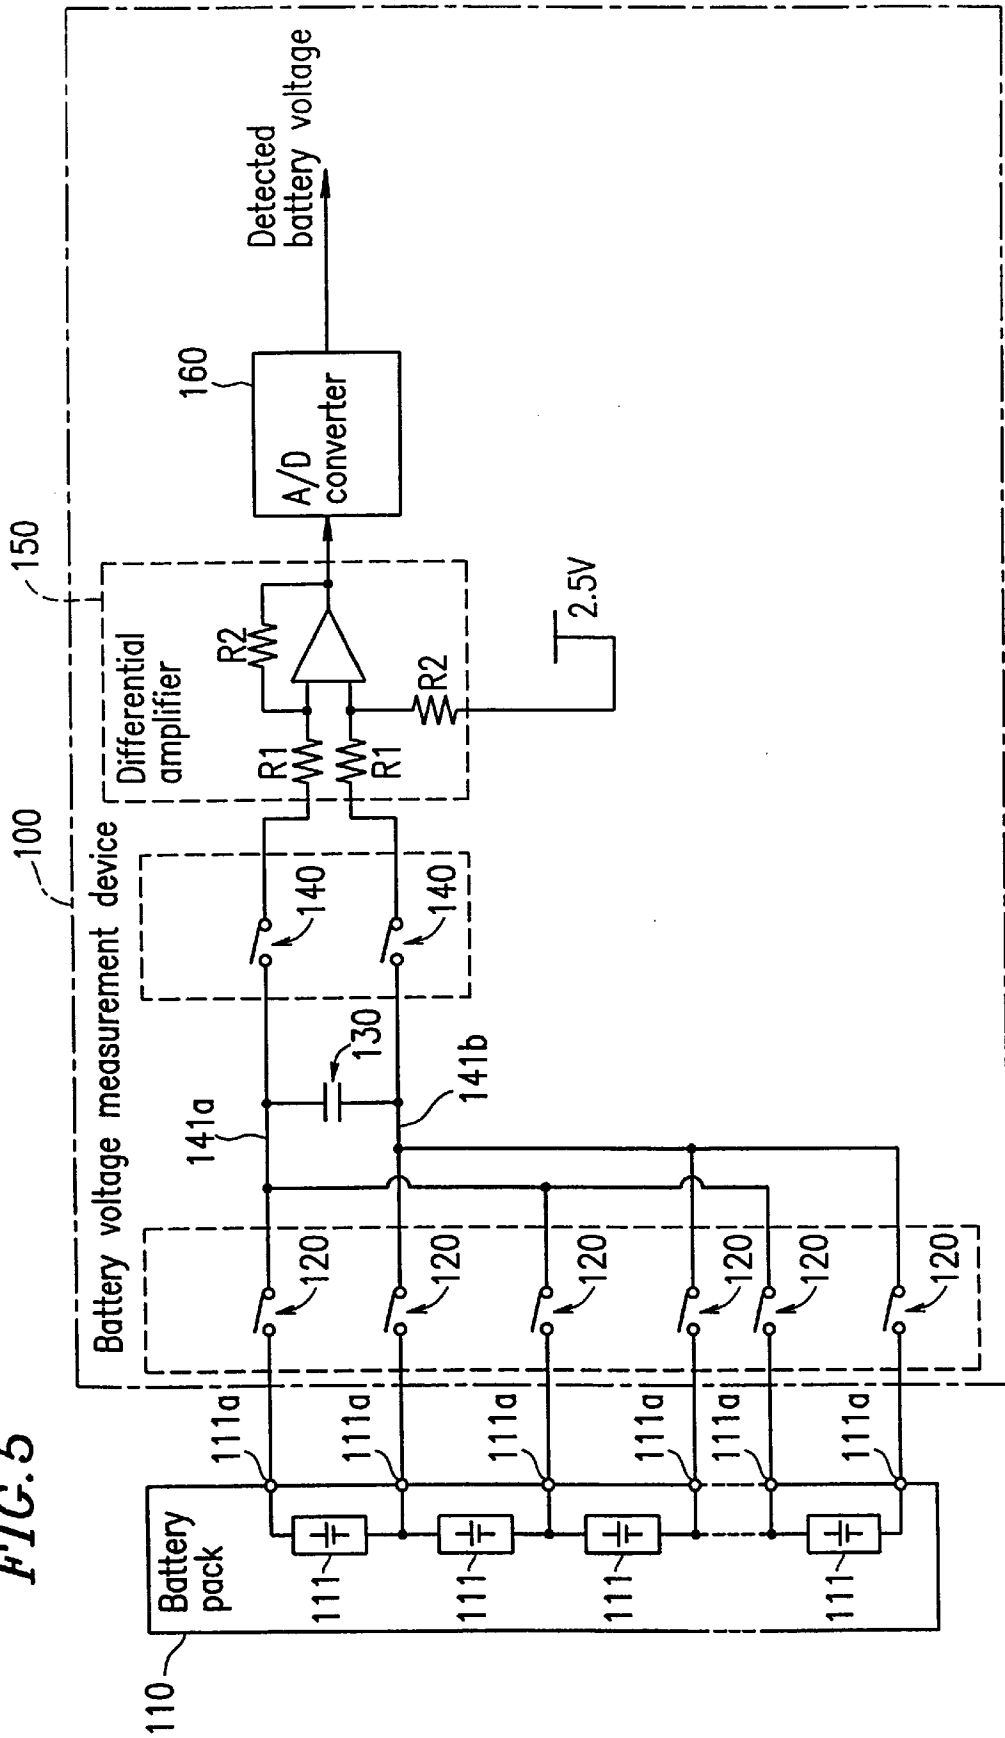 FIG.5
100
150
Battery voltage measurement device
Differential
amplifier
R2
R1
R1
R2
2.5V
160
A/D
converter
Detected
battery voltage
140
140
130
141a
141b
120
120
120
120
120
120
111a
111a
111a
111a
111a
111a
110
Battery
pack
111
111
111
111